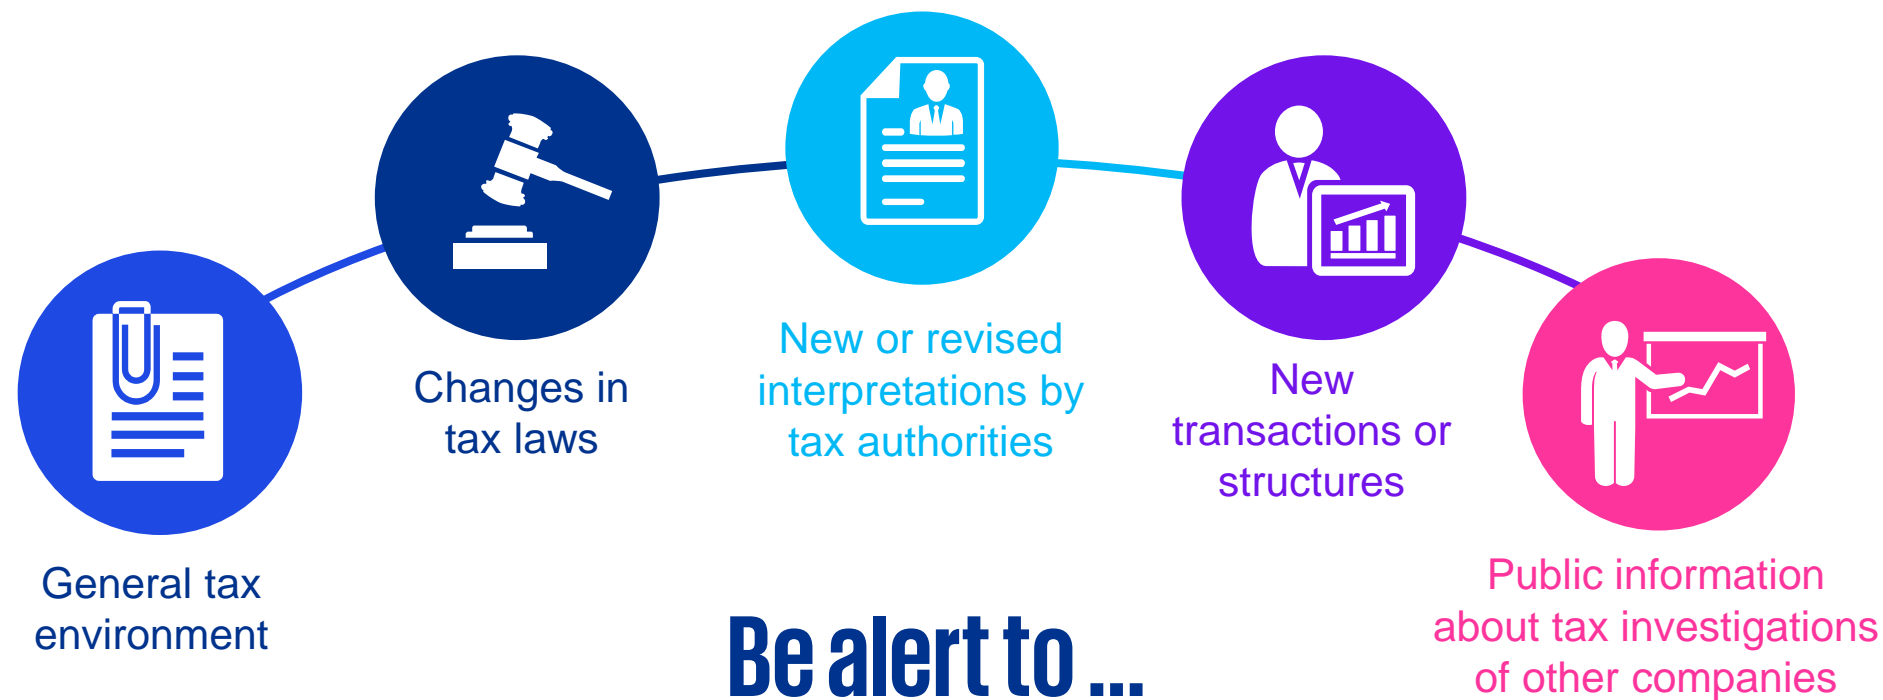 General tax
environment
Changes in
tax laws
New or revised
interpretations by
tax authorities
New
transactions or
structures
Public information
about tax investigations
of other companies
Be alert to ...